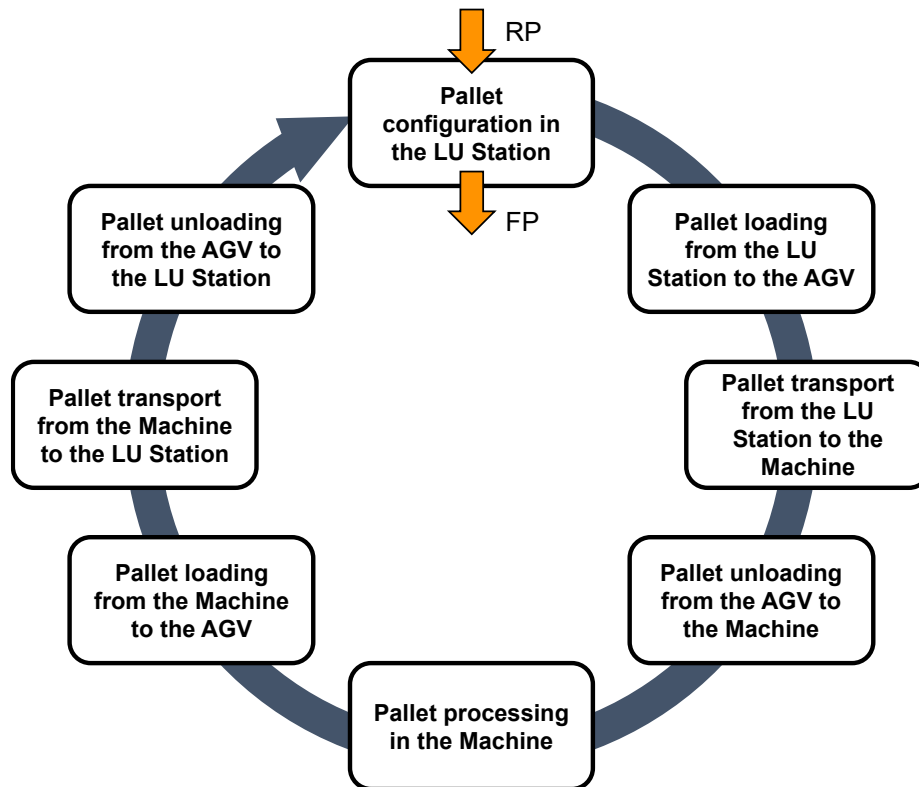 RP
Pallet
configuration in
the LU Station
FP
Pallet loading
from the LU
Station to the AGV
Pallet transport
from the LU
Station to the
Machine
Pallet unloading
from the AGV to
the Machine
Pallet processing
in the Machine
Pallet loading
from the Machine
to the AGV
Pallet transport
from the Machine
to the LU Station
Pallet unloading
from the AGV to
the LU Station